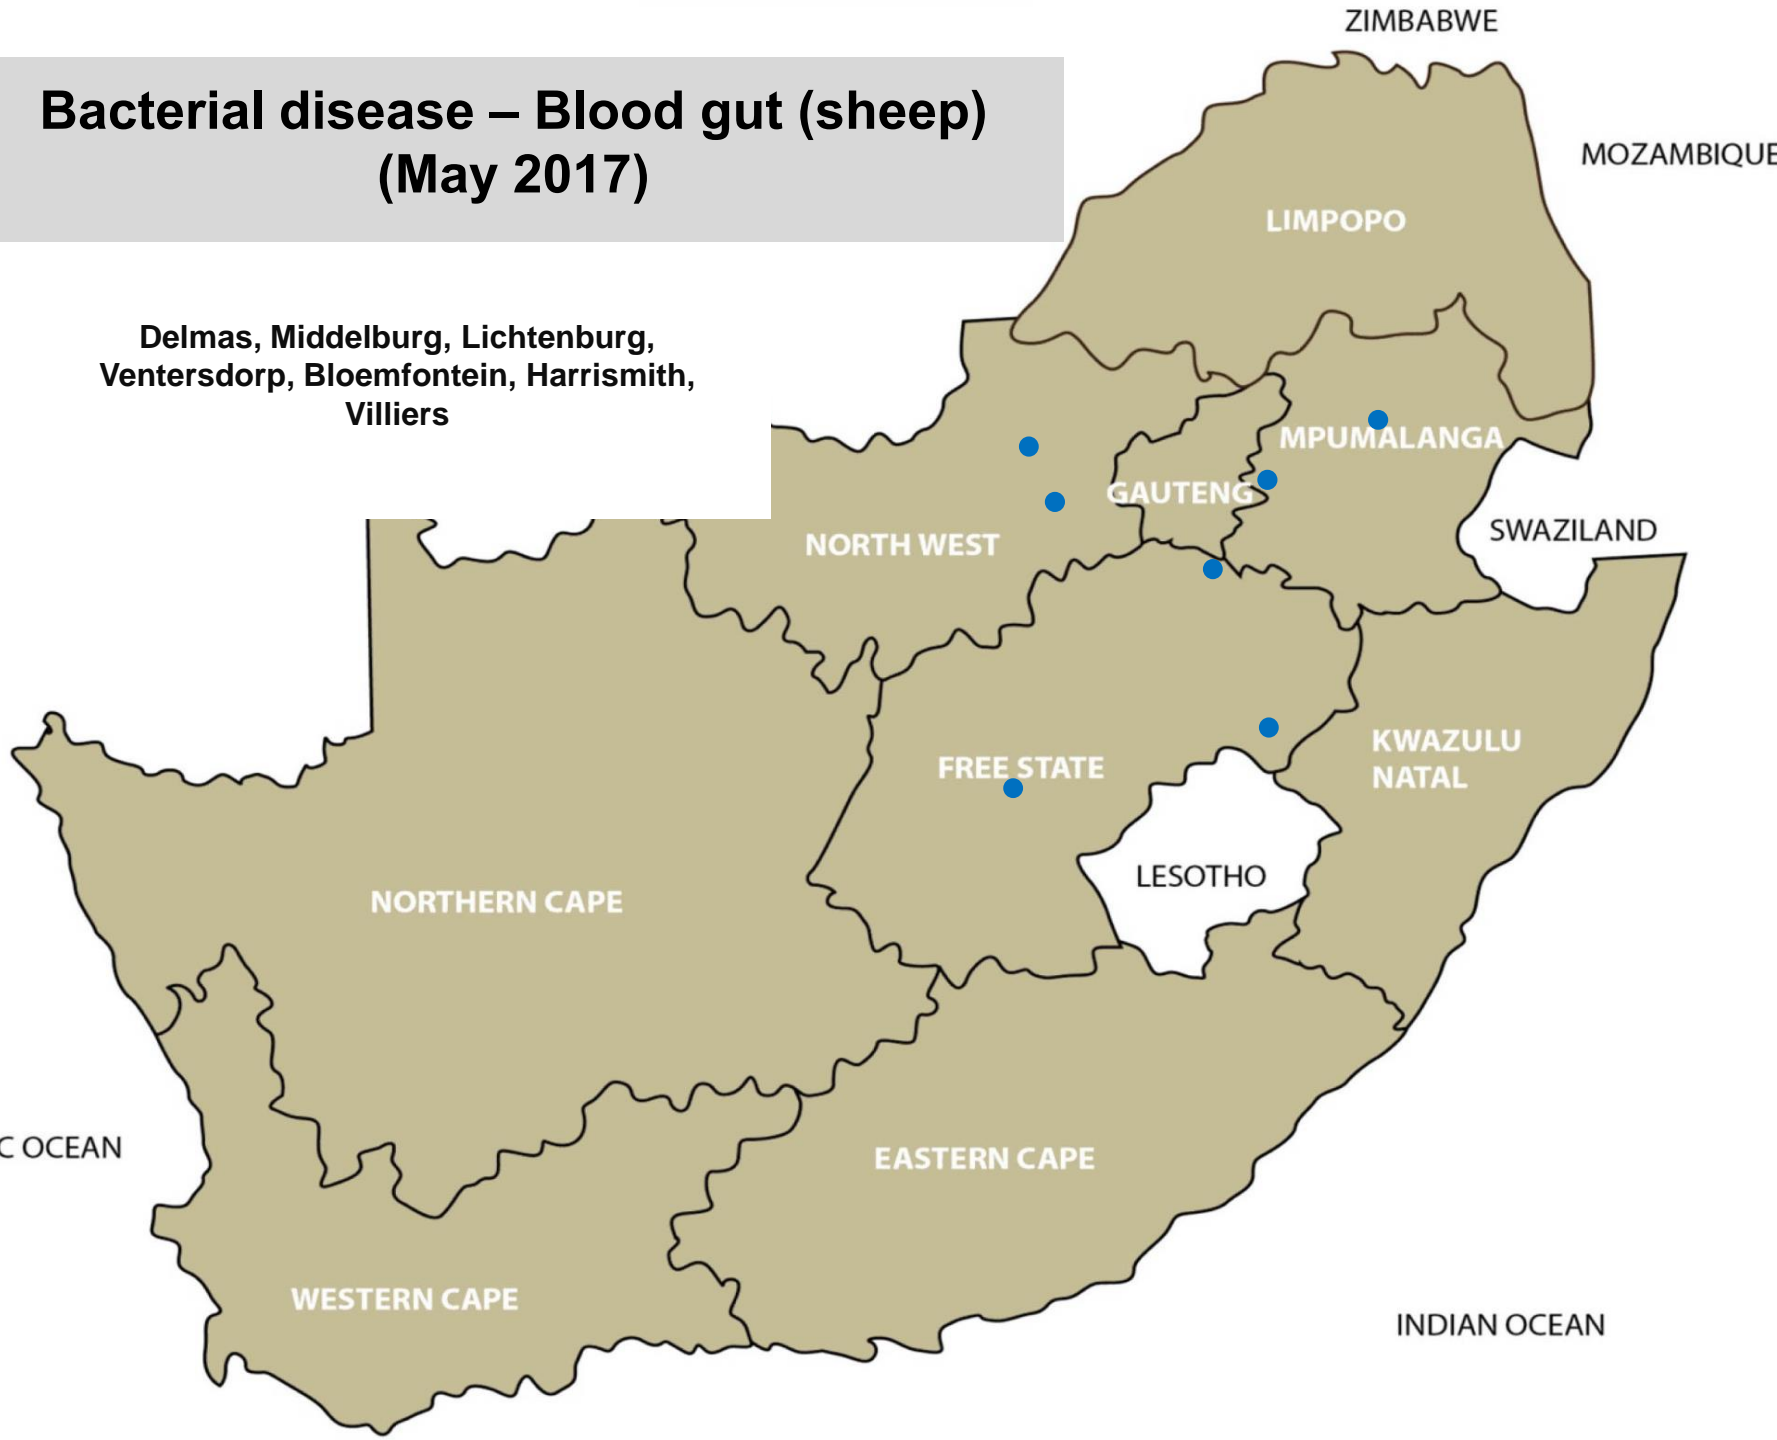 ZIMBABWE
Bacterial disease – Blood gut (sheep)
(May 2017)
MOZAMBIQUE
LIMPOPO
Delmas, Middelburg, Lichtenburg,
Ventersdorp, Bloemfontein, Harrismith,
Villiers
MPUMALANGA
GAUTENG
SWAZILAND
NORTH WEST
KWAZULU
NATAL
FREE STATE
LESOTHO
NORTHERN CAPE
C OCEAN
EASTERN CAPE
WESTERN CAPE
INDIAN OCEAN